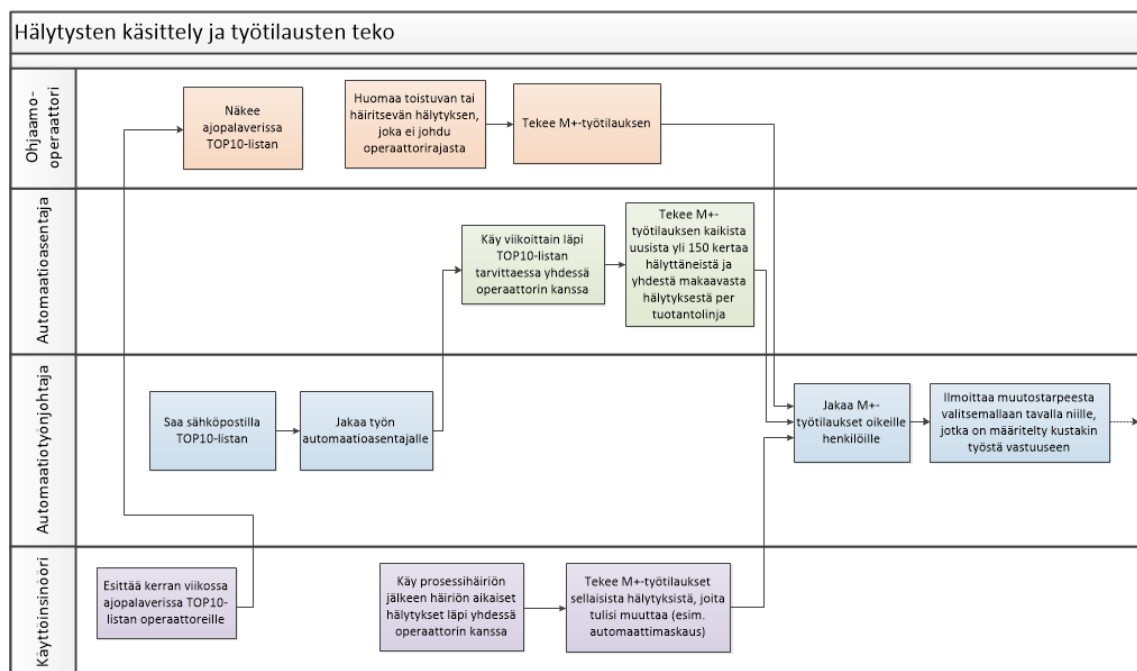 Hälytysten käsittely ja työtilausten teko
Ohjaamo-
operaattori
Näkee
ajopalaverissa
TOP10-listan
Huomaa toistuvan tai
häiritsevän hälytyksen,
joka ei johdu
operaattorirajasta
Tekee M+-työtilauksen
Automaatioasentaja
Käy viikoittain läpi
TOP10-listan
tarvittaessa yhdessä
operaattorin kanssa
Tekee M+-
työtilauksen kaikista
uusista yli 150 kertaa
hälyttäneistä ja
yhdestä makaavasta
hälytyksestä per
tuotantolinja
Automaatiotyönjohtaja
Saa sähköpostilla
TOP10-listan
Jakaa työn
automaatioasentajalle
Jakaa M+-
työtilaukset oikeille
henkilöille
Ilmoittaa muutostarpeesta
valitsemallaan tavalla niille,
jotka on määritelty kustakin
työstä vastuuseen
Käyttöinsinööri
Esittää kerran viikossa
ajopalaverissa TOP10-
listan operaattoreille
Käy prosessihäiriön
jälkeen häiriön aikaiset
hälytykset läpi yhdessä
operaattorin kanssa
Tekee M+-työtilaukset
sellaisista hälytyksistä, joita
tulisi muuttaa (esim.
automaattimaskaus)